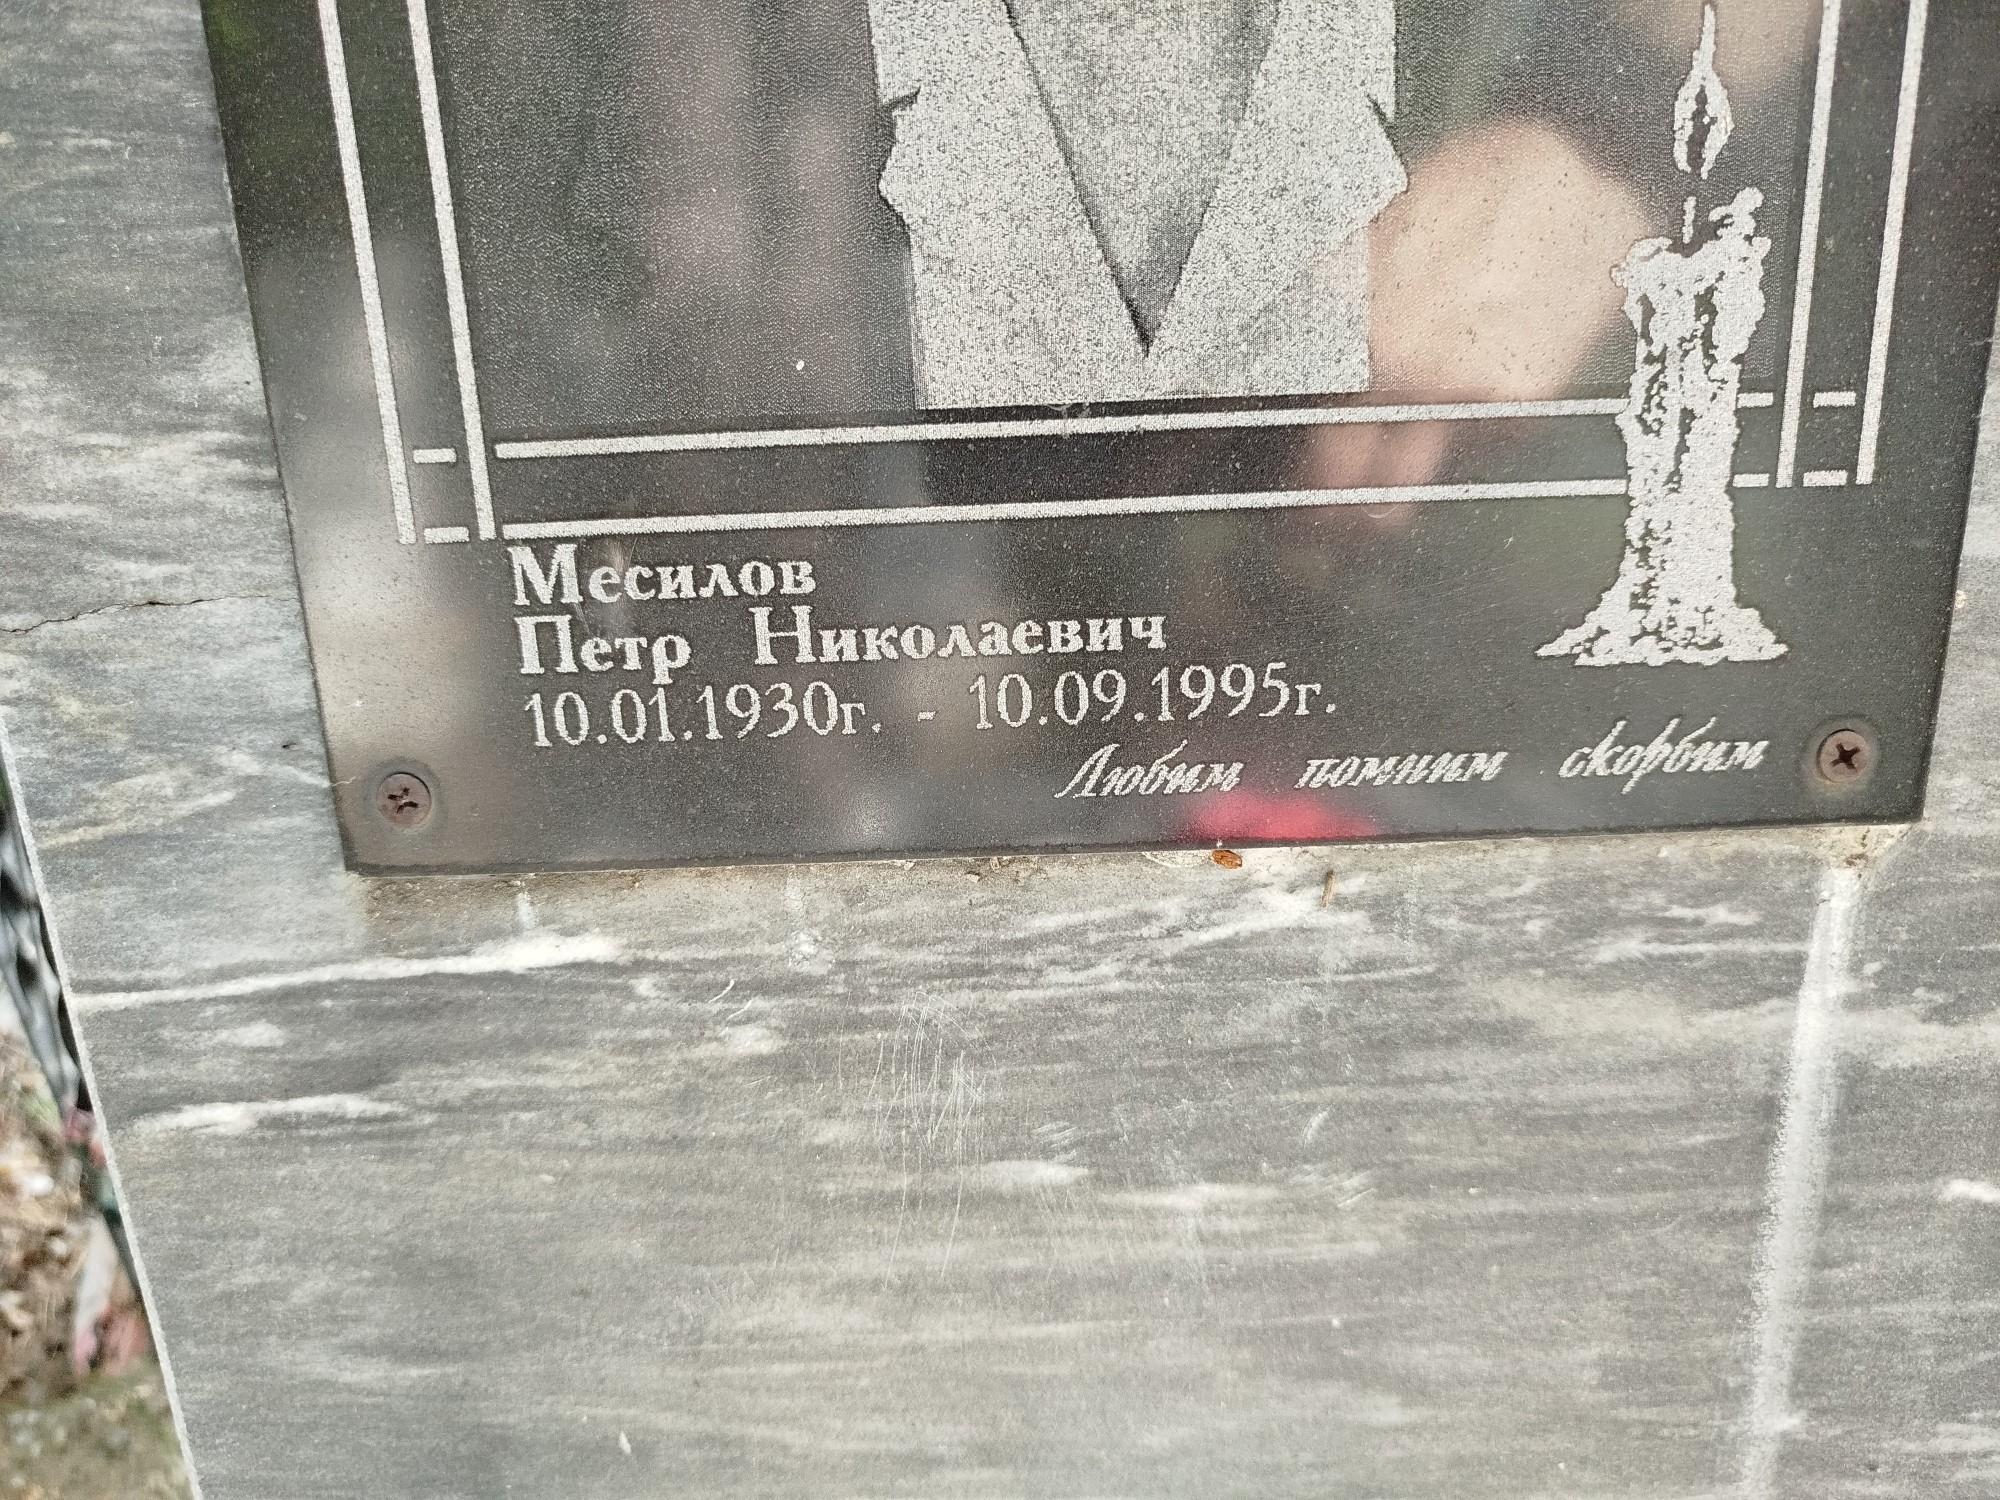 Месилов
Петр Николаевич
10.01.1930г. - 10.09.1995г.
Любим помним скорбим